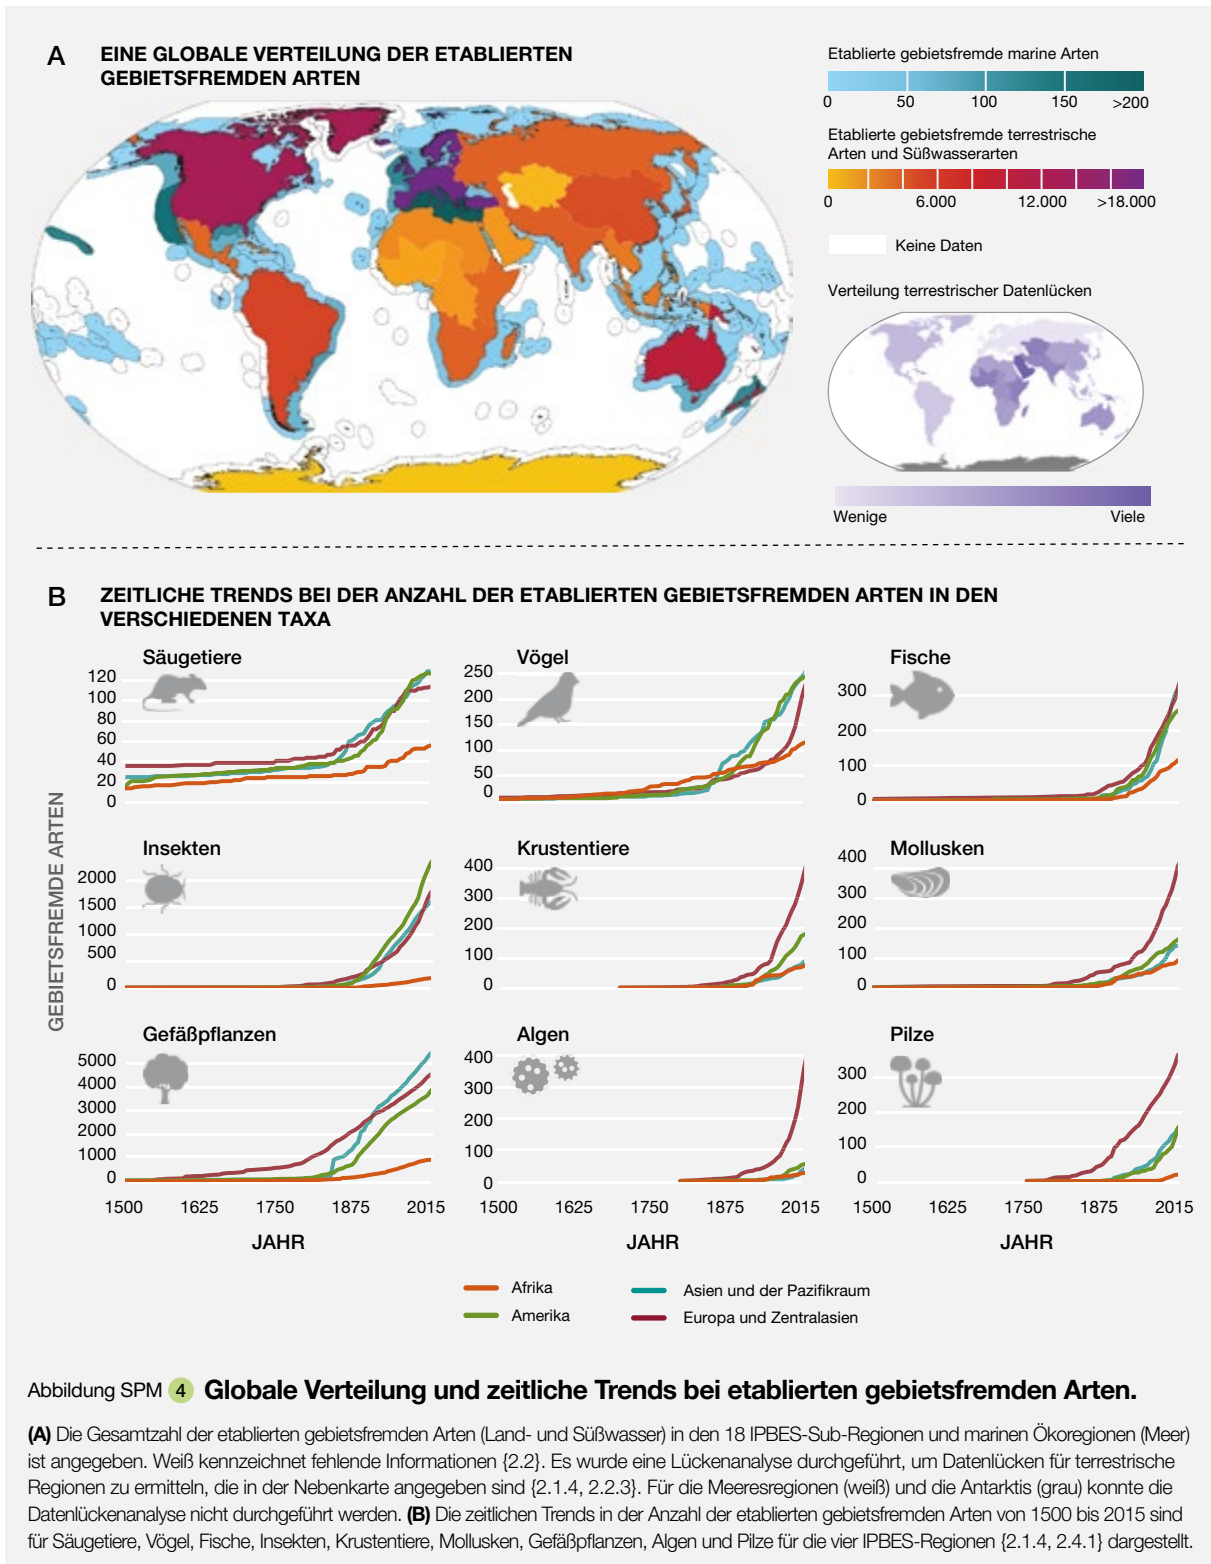 A EINE GLOBALE VERTEILUNG DER ETABLIERTEN
GEBIETSFREMDEN ARTEN
Etablierte gebietsfremde marine Arten
0 50 100 150 >200
Etablierte gebietsfremde terrestrische
Arten und Süßwasserarten
0 6.000 12.000 >18.000
Keine Daten
Verteilung terrestrischer Datenlücken
Wenige Viele
B ZEITLICHE TRENDS BEI DER ANZAHL DER ETABLIERTEN GEBIETSFREMDEN ARTEN IN DEN
VERSCHIEDENEN TAXA
GEBIETSFREMDE ARTEN
Säugetiere
120
100
80
60
40
20
0
Vögel
250
200
150
100
50
0
Fische
300
200
100
0
Insekten
2000
1500
1000
500
0
Krustentiere
400
300
200
100
0
Mollusken
400
300
200
100
0
Gefäßpflanzen
5000
4000
3000
2000
1000
0
1500 1625 1750 1875 2015
JAHR
Algen
400
300
200
100
0
1500 1625 1750 1875 2015
JAHR
Pilze
300
200
100
0
1500 1625 1750 1875 2015
JAHR
Afrika
Amerika
Asien und der Pazifikraum
Europa und Zentralasien
Abbildung SPM 4 Globale Verteilung und zeitliche Trends bei etablierten gebietsfremden Arten.
(A) Die Gesamtzahl der etablierten gebietsfremden Arten (Land- und Süßwasser) in den 18 IPBES-Sub-Regionen und marinen Ökoregionen (Meer)
ist angegeben. Weiß kennzeichnet fehlende Informationen {2.2}. Es wurde eine Lückenanalyse durchgeführt, um Datenlücken für terrestrische
Regionen zu ermitteln, die in der Nebenkarte angegeben sind {2.1.4, 2.2.3}. Für die Meeresregionen (weiß) und die Antarktis (grau) konnte die
Datenlückenanalyse nicht durchgeführt werden. (B) Die zeitlichen Trends in der Anzahl der etablierten gebietsfremden Arten von 1500 bis 2015 sind
für Säugetiere, Vögel, Fische, Insekten, Krustentiere, Mollusken, Gefäßpflanzen, Algen und Pilze für die vier IPBES-Regionen {2.1.4, 2.4.1} dargestellt.